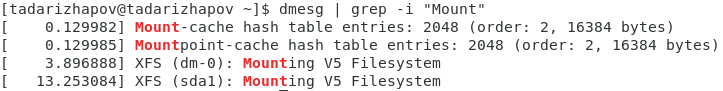 [tadarizhapov@tadarizhapov ~]$ dmesg | grep -i "Mount"
[    0.129982] Mount-cache hash table entries: 2048 (order: 2, 16384 bytes)
[    0.129985] Mountpoint-cache hash table entries: 2048 (order: 2, 16384 bytes)
[    3.896888] XFS (dm-0): Mounting V5 Filesystem
[   13.253084] XFS (sda1): Mounting V5 Filesystem